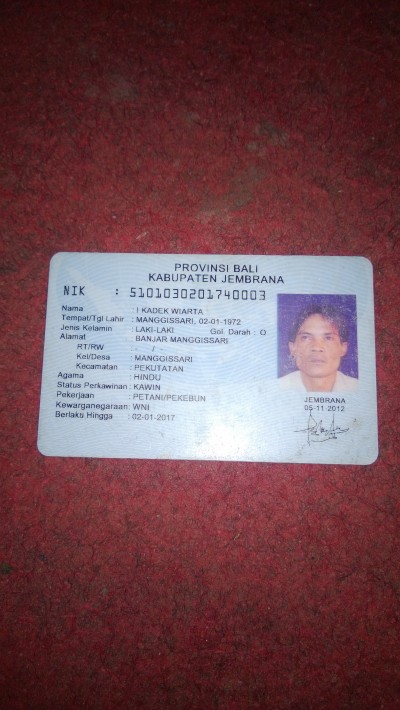 PROVINSI BALI
KABUPATEN JEMBRANA
NIK : 5101030201740003
Nama : I KADEK WIARTA
Tempat/Tgl Lahir : MANGGISSARI, 02-01-1972
Jenis Kelamin : LAKI-LAKI Gol. Darah : O
Alamat : BANJAR MANGGISSARI
RT/RW : - / -
Kel/Desa : MANGGISSARI
Kecamatan : PEKUTATAN
Agama : HINDU
Status Perkawinan: KAWIN
Pekerjaan : PETANI/PEKEBUN
Kewarganegaraan: WNI
Berlaku Hingga : 02-01-2017
JEMBRANA
05-11-2012